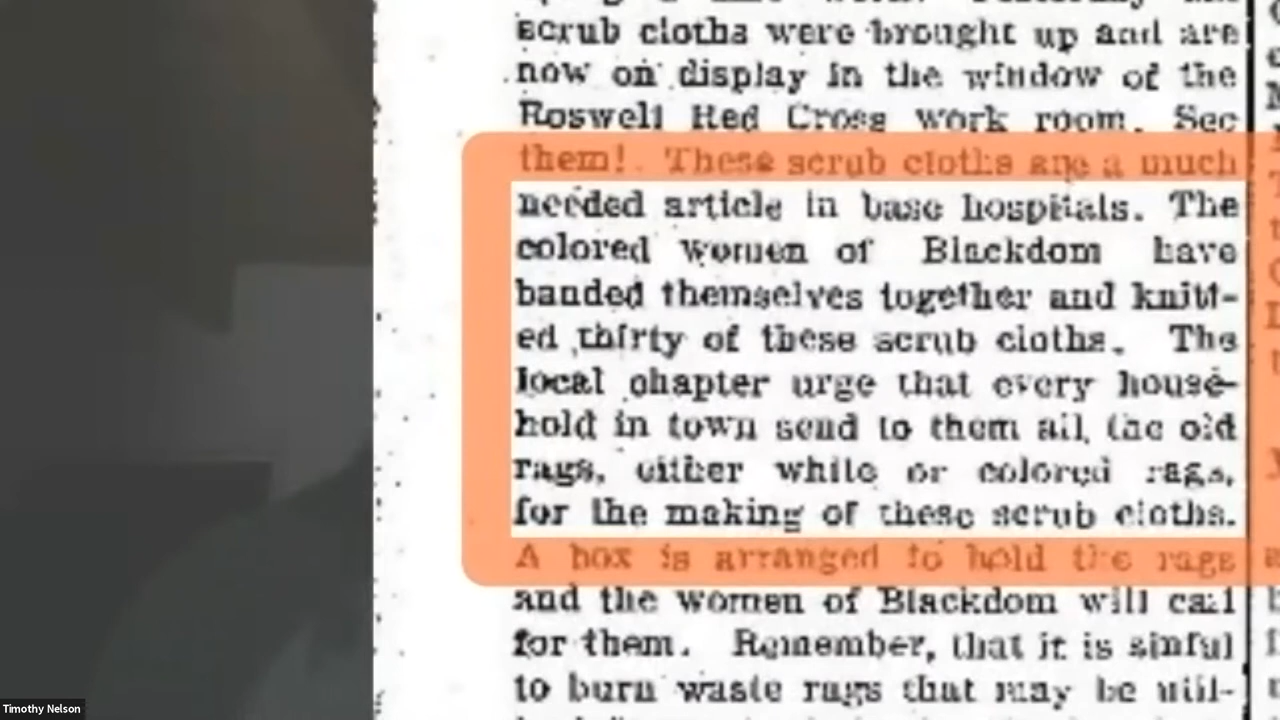 scrub cloths were brought up and are
now on display in the window of the
Roswell Red Cross work room. See
them! These scrub cloths are a much
needed article in base hospitals. The
colored women of Blackdom have
banded themselves together and knitt-
ed thirty of these scrub cloths. The
local chapter urge that every house-
hold in town send to them all the old
rags, either white or colored rags,
for the making of these scrub cloths.
A box is arranged to hold the rags
and the women of Blackdom will call
for them. Remember, that it is sinful
to burn waste rags that may be util-
Timothy Nelson